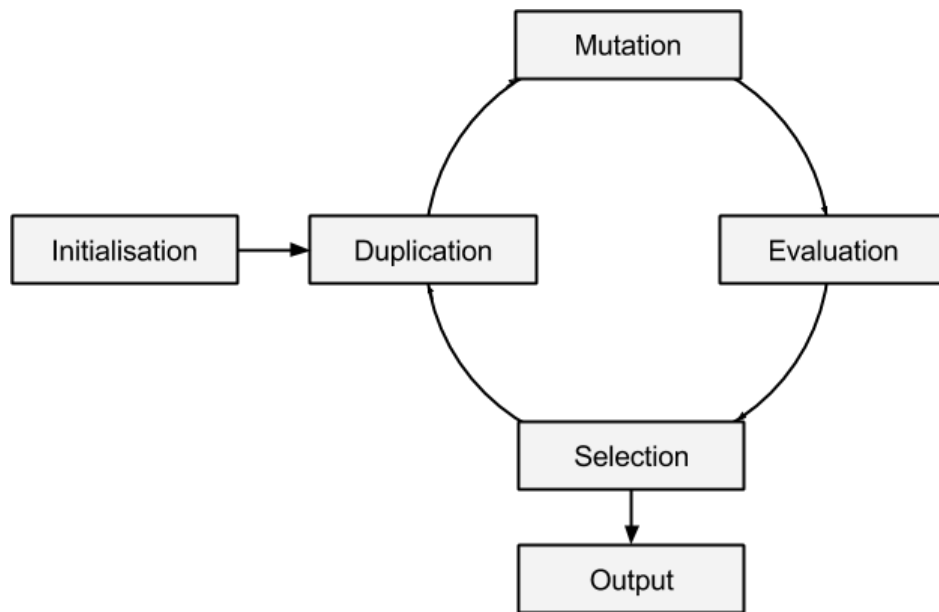 Mutation
Initialisation
Duplication
Evaluation
Selection
Output